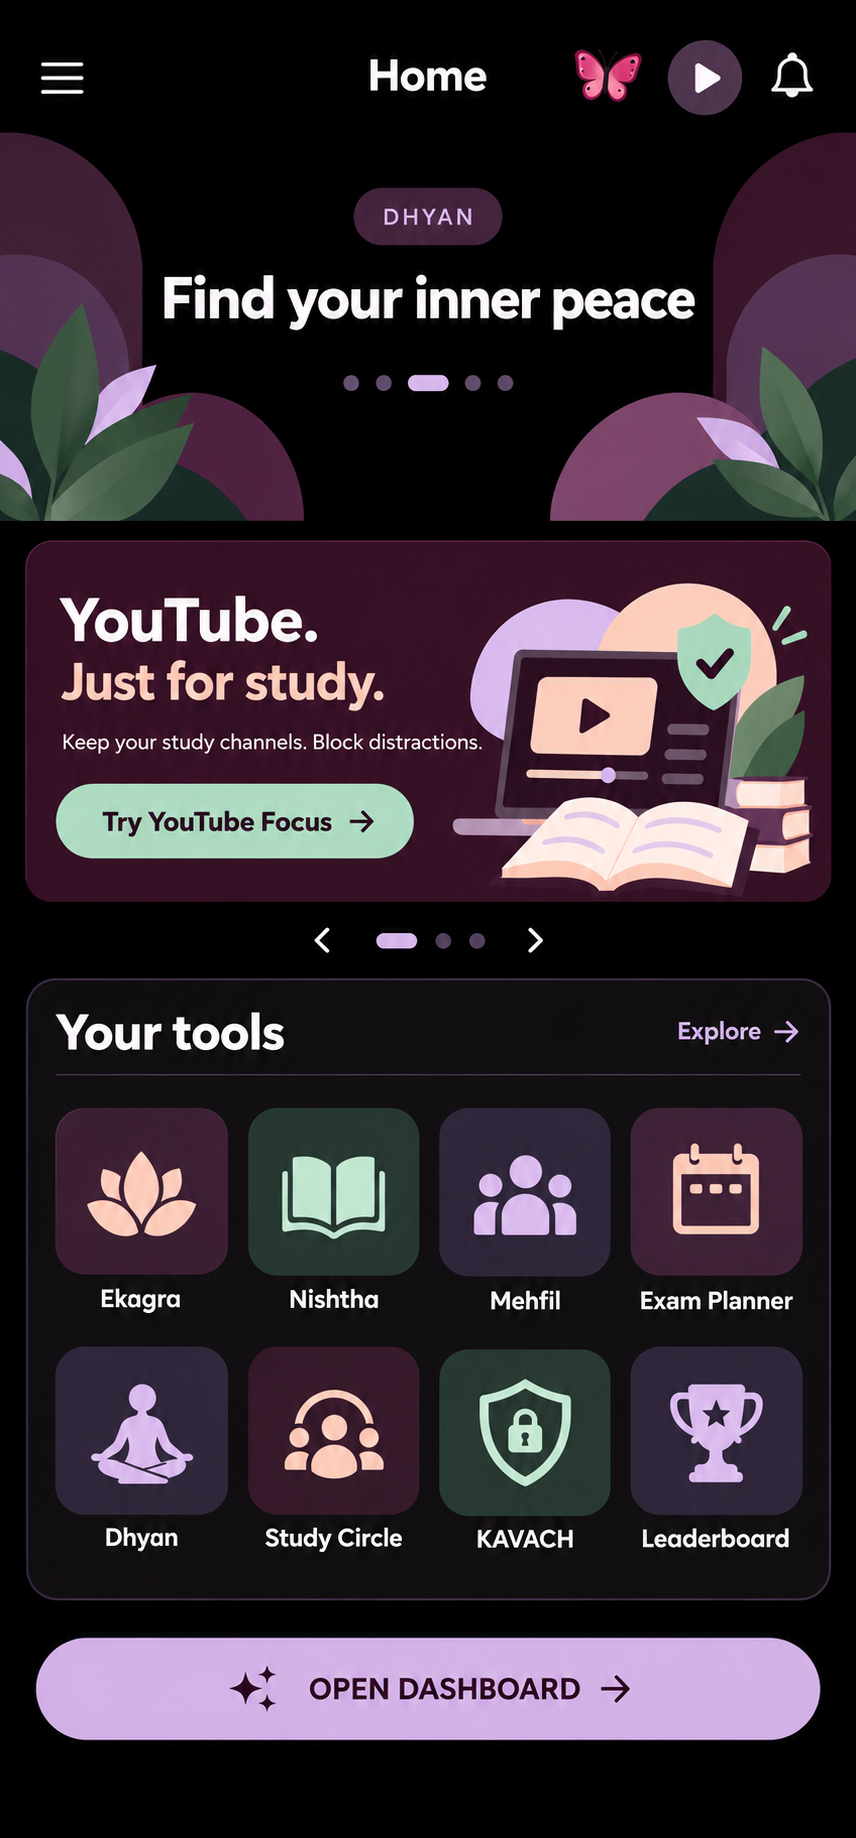 Home
DHYAN
Find your inner peace
YouTube.
Just for study.
Keep your study channels. Block distractions.
Try YouTube Focus
Your tools
Explore
Ekagra
Nishtha
Mehfil
Exam Planner
Dhyan
Study Circle
KAVACH
Leaderboard
OPEN DASHBOARD